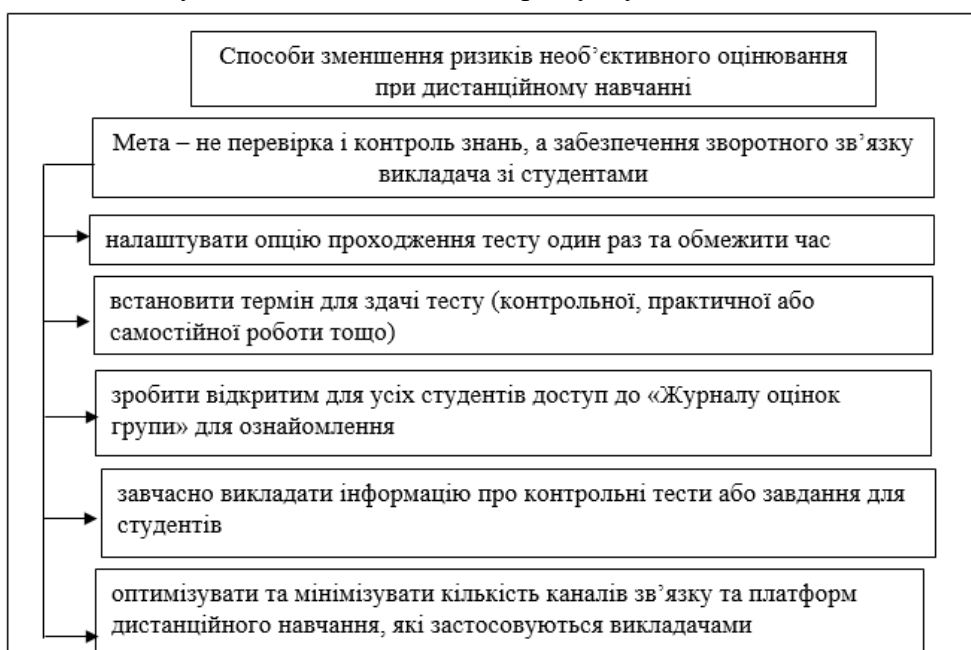 Способи зменшення ризиків необ’єктивного оцінювання
при дистанційному навчанні
Мета – не перевірка і контроль знань, а забезпечення зворотного зв’язку
викладача зі студентами
налаштувати опцію проходження тесту один раз та обмежити час
встановити термін для здачі тесту (контрольної, практичної або
самостійної роботи тощо)
зробити відкритим для усіх студентів доступ до «Журналу оцінок
групи» для ознайомлення
завчасно викладати інформацію про контрольні тести або завдання для
студентів
оптимізувати та мінімізувати кількість каналів зв’язку та платформ
дистанційного навчання, які застосовуються викладачами